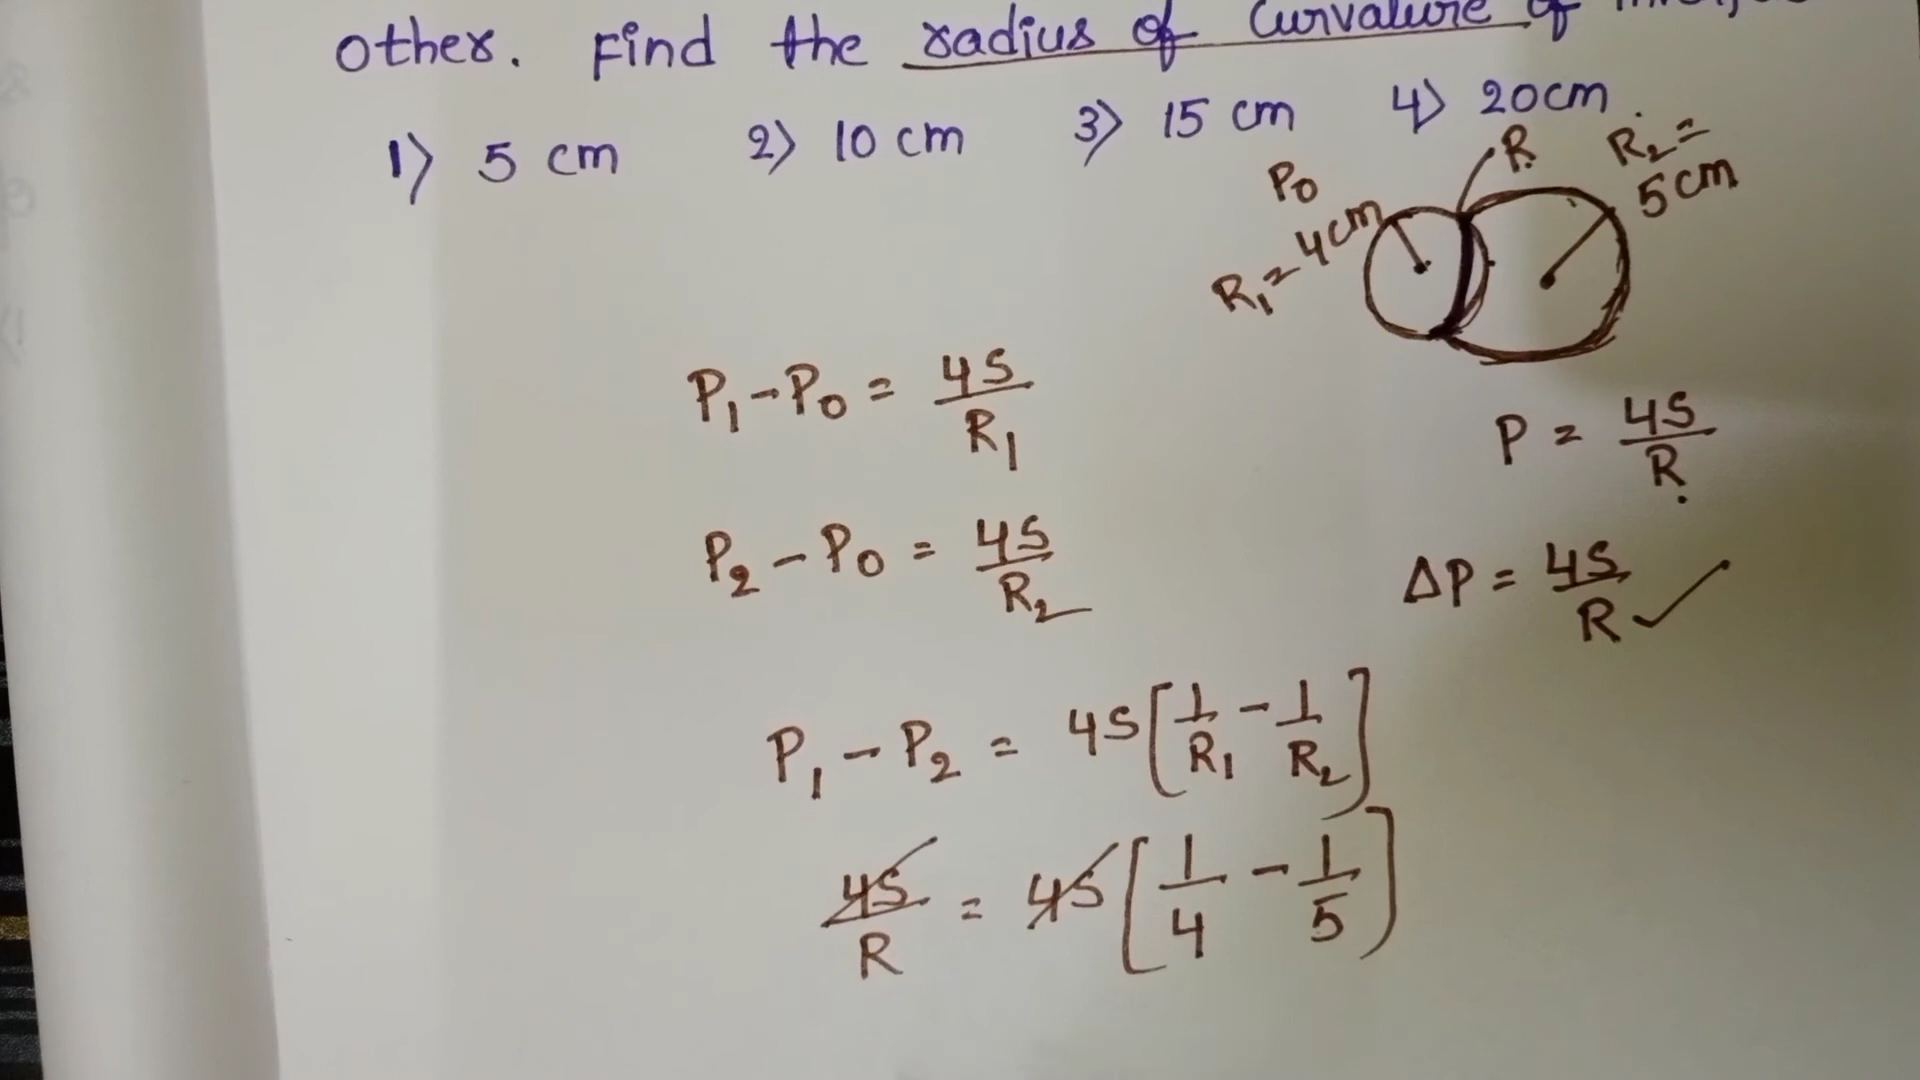 other. Find the radius of Curvature of
1) 5 cm 2) 10 cm 3) 15 cm 4) 20cm
P0
R
R2 =
5cm
R1 = 4cm
P1 - P0 = 4S/R1
P = 4S/R
P2 - P0 = 4S/R2
ΔP = 4S/R ✓
P1 - P2 = 4S[1/R1 - 1/R2]
4S/R = 4S[1/4 - 1/5]